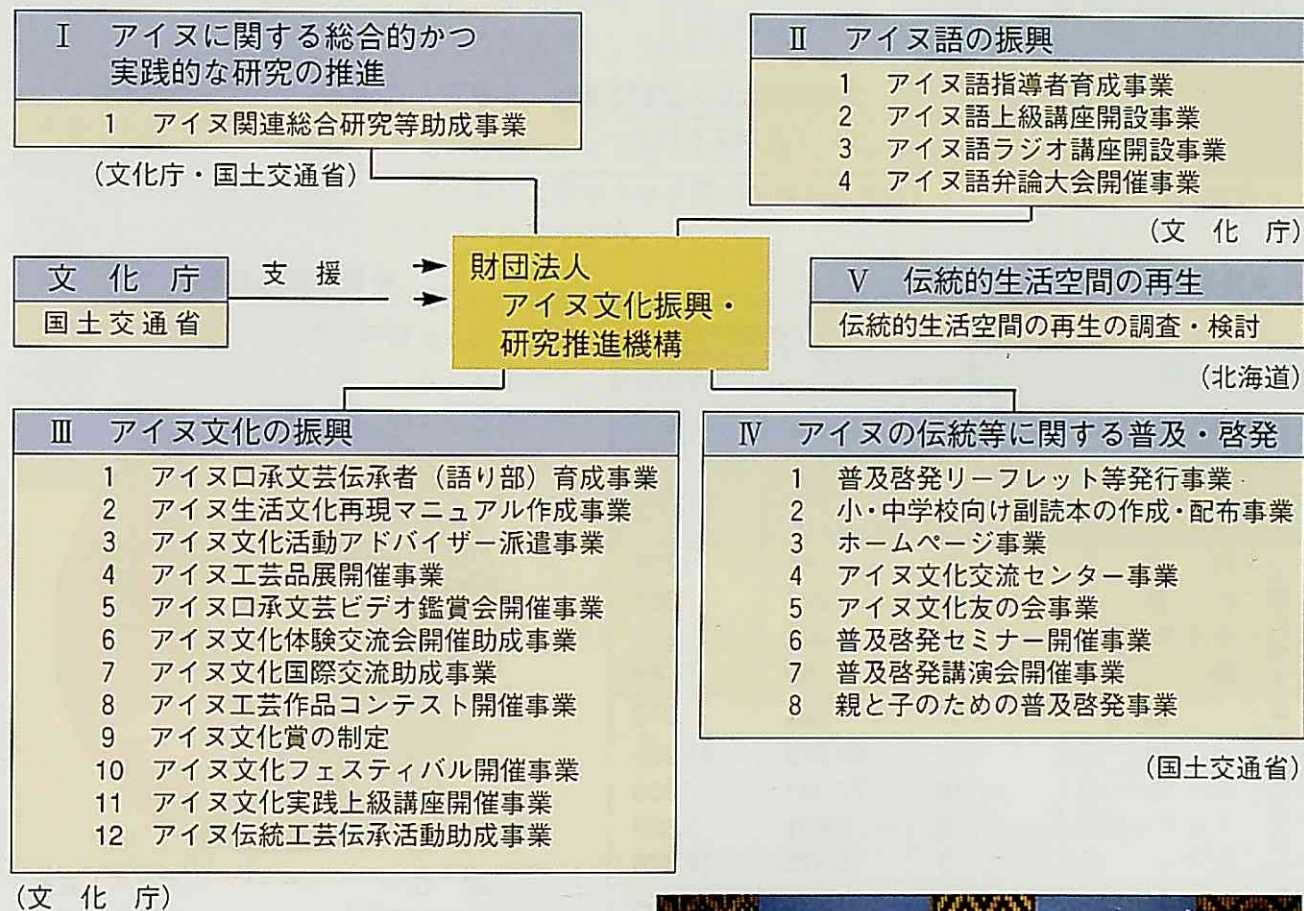 Ⅰ アイヌに関する総合的かつ
実践的な研究の推進
1 アイヌ関連総合研究等助成事業
(文化庁・国土交通省)
Ⅱ アイヌ語の振興
1 アイヌ語指導者育成事業
2 アイヌ語上級講座開設事業
3 アイヌ語ラジオ講座開設事業
4 アイヌ語弁論大会開催事業
(文 化 庁)
文 化 庁
国土交通省
支 援
財団法人
アイヌ文化振興・
研究推進機構
Ⅴ 伝統的生活空間の再生
伝統的生活空間の再生の調査・検討
(北海道)
Ⅲ アイヌ文化の振興
1 アイヌ口承文芸伝承者(語り部)育成事業
2 アイヌ生活文化再現マニュアル作成事業
3 アイヌ文化活動アドバイザー派遣事業
4 アイヌ工芸品展開催事業
5 アイヌ口承文芸ビデオ鑑賞会開催事業
6 アイヌ文化体験交流会開催助成事業
7 アイヌ文化国際交流助成事業
8 アイヌ工芸作品コンテスト開催事業
9 アイヌ文化賞の制定
10 アイヌ文化フェスティバル開催事業
11 アイヌ文化実践上級講座開催事業
12 アイヌ伝統工芸伝承活動助成事業
(文 化 庁)
Ⅳ アイヌの伝統等に関する普及・啓発
1 普及啓発リーフレット等発行事業
2 小・中学校向け副読本の作成・配布事業
3 ホームページ事業
4 アイヌ文化交流センター事業
5 アイヌ文化友の会事業
6 普及啓発セミナー開催事業
7 普及啓発講演会開催事業
8 親と子のための普及啓発事業
(国土交通省)